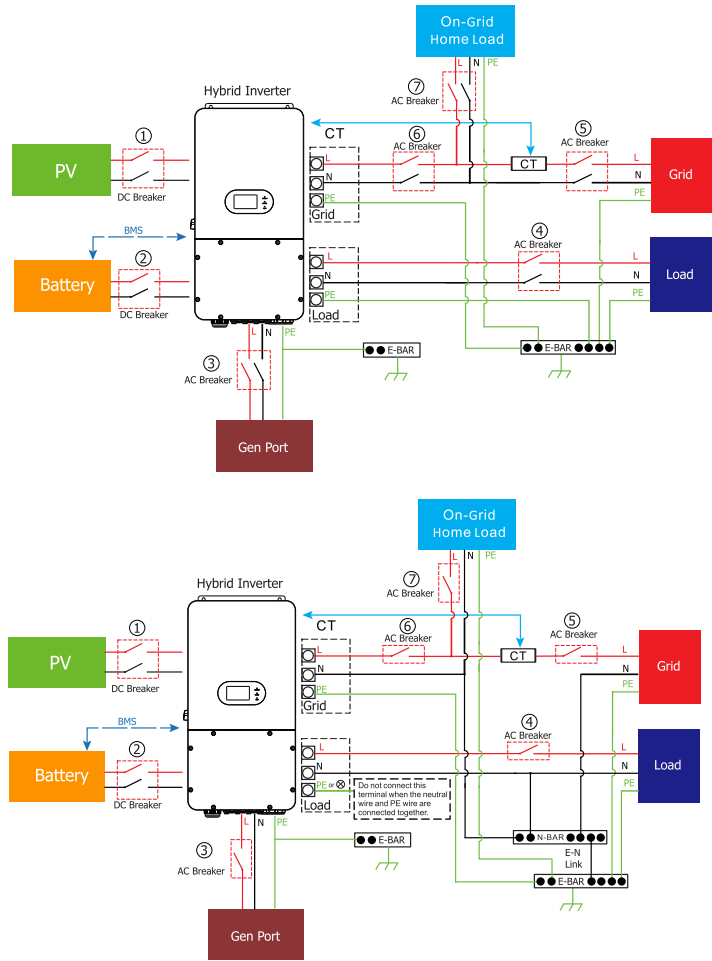 On-Grid
Home Load
L
N
PE
⑦
AC Breaker
Hybrid Inverter
CT
⑥
AC Breaker
⑤
AC Breaker
①
PV
DC Breaker
L
CT
L
N
N
Grid
PE
PE
Grid
BMS
④
AC Breaker
②
Battery
DC Breaker
L
L
N
N
Load
PE
PE
Load
L
N
PE
E-BAR
E-BAR
③
AC Breaker
Gen Port
On-Grid
Home Load
L
N
PE
⑦
AC Breaker
Hybrid Inverter
CT
⑥
AC Breaker
⑤
AC Breaker
①
PV
DC Breaker
L
CT
L
N
N
Grid
PE
PE
Grid
BMS
④
AC Breaker
②
Battery
DC Breaker
L
L
N
N
Load
PE or ⊗
PE
Load
Do not connect this
terminal when the neutral
wire and PE wire are
connected together.
L
N
PE
E-BAR
N-BAR
E-N
Link
E-BAR
③
AC Breaker
Gen Port